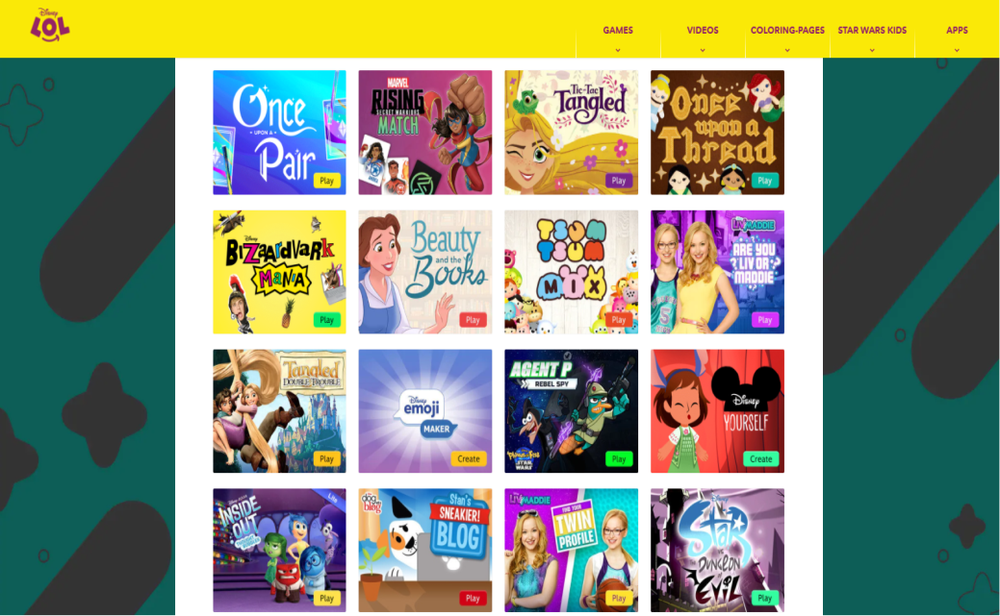 Disney
LOL
GAMES
VIDEOS
COLORING-PAGES
STAR WARS KIDS
APPS
Once
UPON A
Pair
Play
MARVEL
RISING
SECRET WARRIORS
MATCH
Tic-Tac
Tangled
Play
Once
upon a
Thread
Play
Disney
BIZAARDVARK
MANIA
Play
Beauty
and the
Books
Play
TSUM
TSUM
MIX
Play
LIV MADDIE
ARE YOU
LIV OR
MADDIE
Play
Tangled
DOUBLE TROUBLE
Play
Disney
emoji
MAKER
Create
AGENT P
REBEL SPY
STAR
WARS
Play
Disney
YOURSELF
Create
INSIDE
OUT
Lite
Play
dog
blog
Stan's
SNEAKIER!
BLOG
Play
LIV MADDIE
FIND YOUR
TWIN
PROFILE
Play
Star
DUNGEON
EVIL
Play